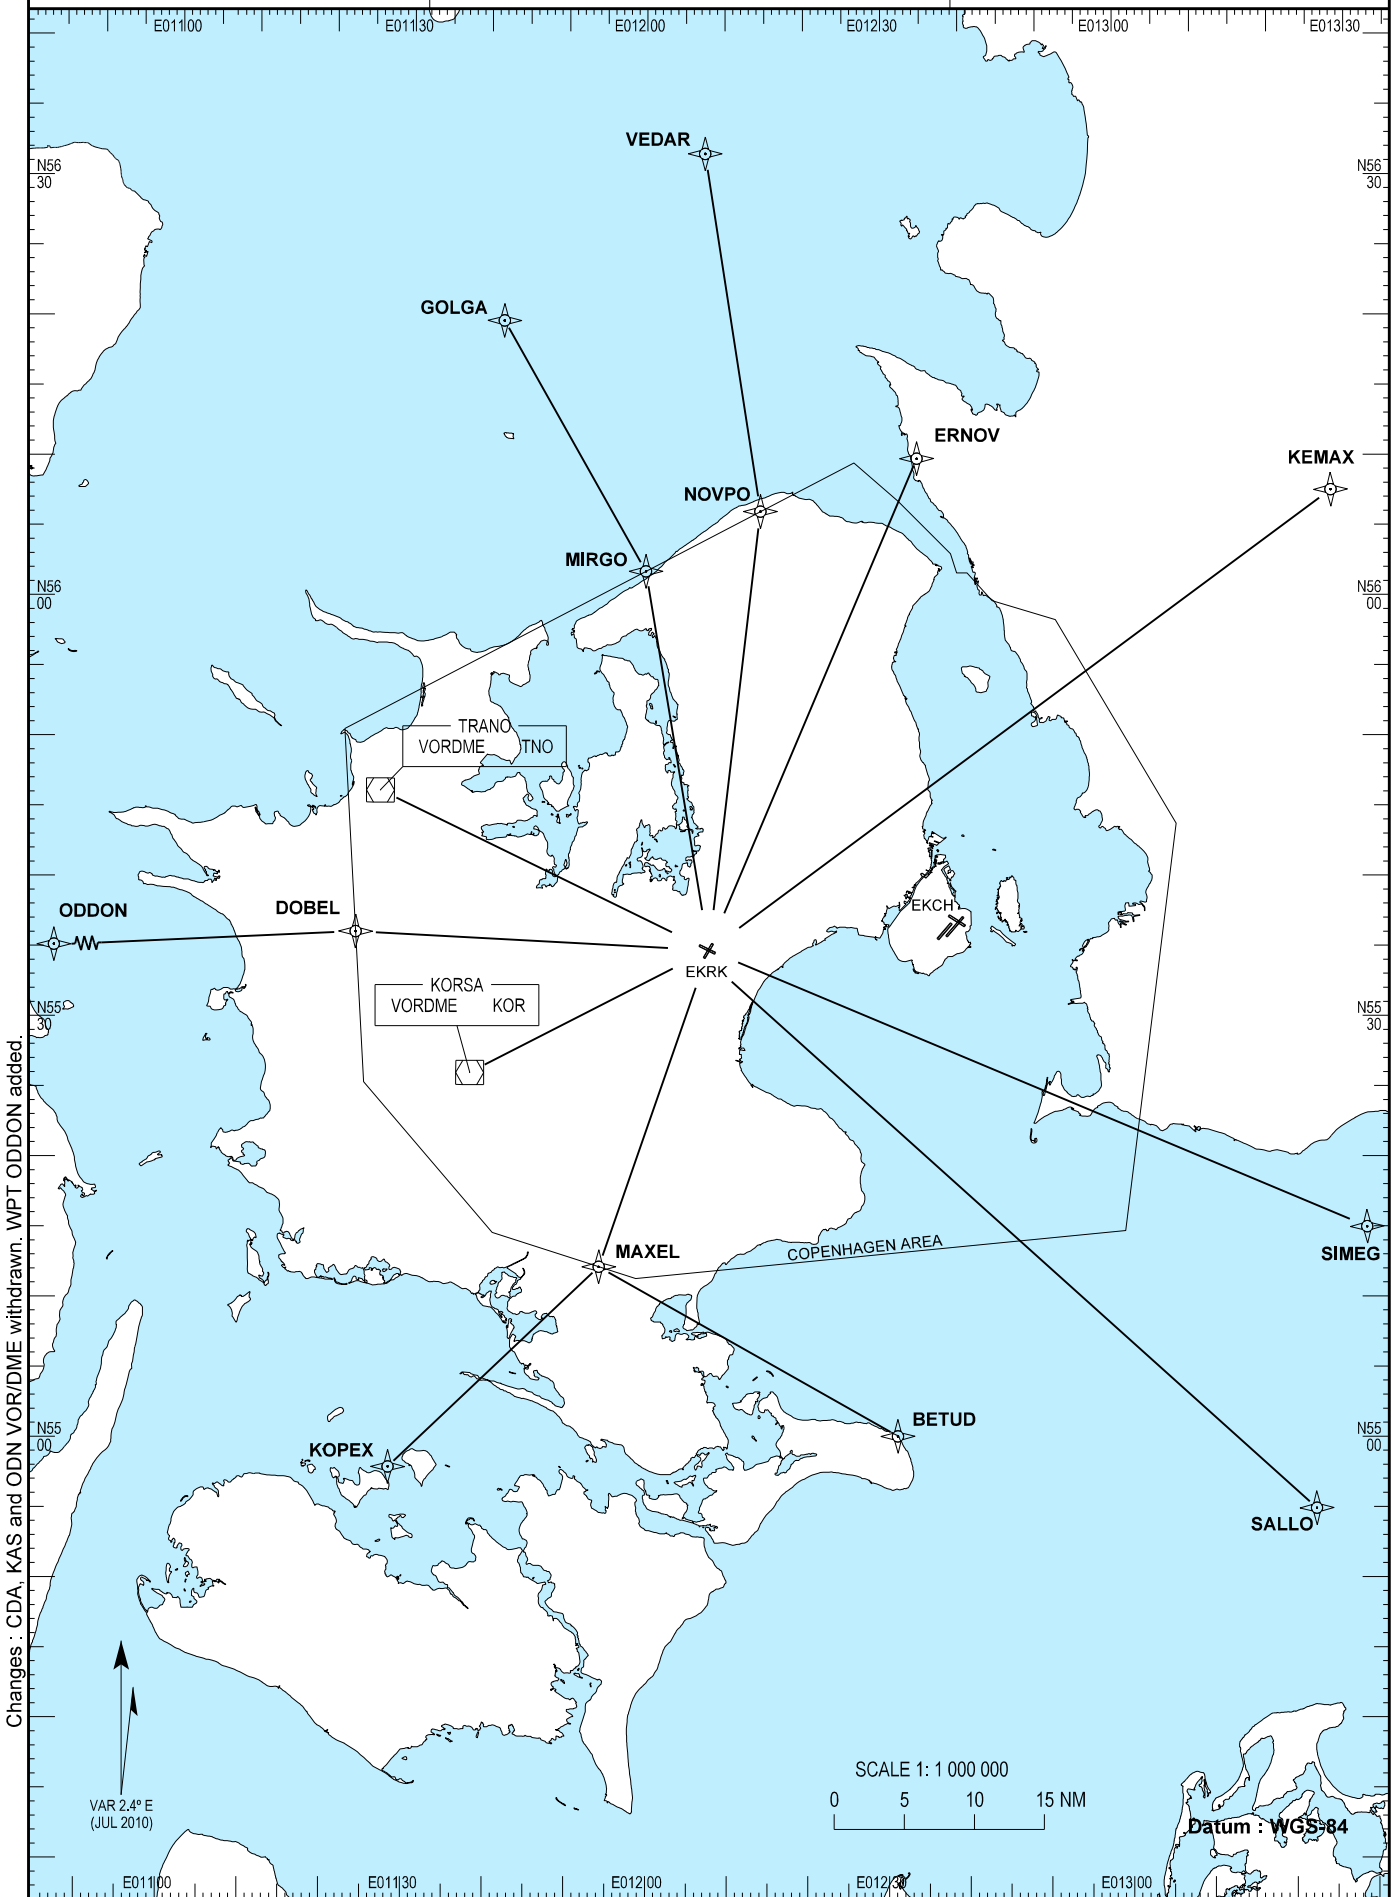 E011 00 E011 30 E012 00 E012 30 E013 00 E013 30
VEDAR
N56
30
N56
30
GOLGA
ERNOV
KEMAX
NOVPO
MIRGO
N56
00
N56
00
TRANO
VORDME TNO
EKCH
ODDON
DOBEL
EKRK
KORSA
VORDME KOR
N55
30
N55
30
MAXEL
COPENHAGEN AREA
SIMEG
BETUD
N55
00
N55
00
KOPEX
SALLO
Changes : CDA, KAS and ODN VOR/DME withdrawn. WPT ODDON added.
SCALE 1: 1 000 000
0 5 10 15 NM
VAR 2.4º E
(JUL 2010)
Datum : WGS-84
E011 00 E011 30 E012 00 E012 30 E013 00